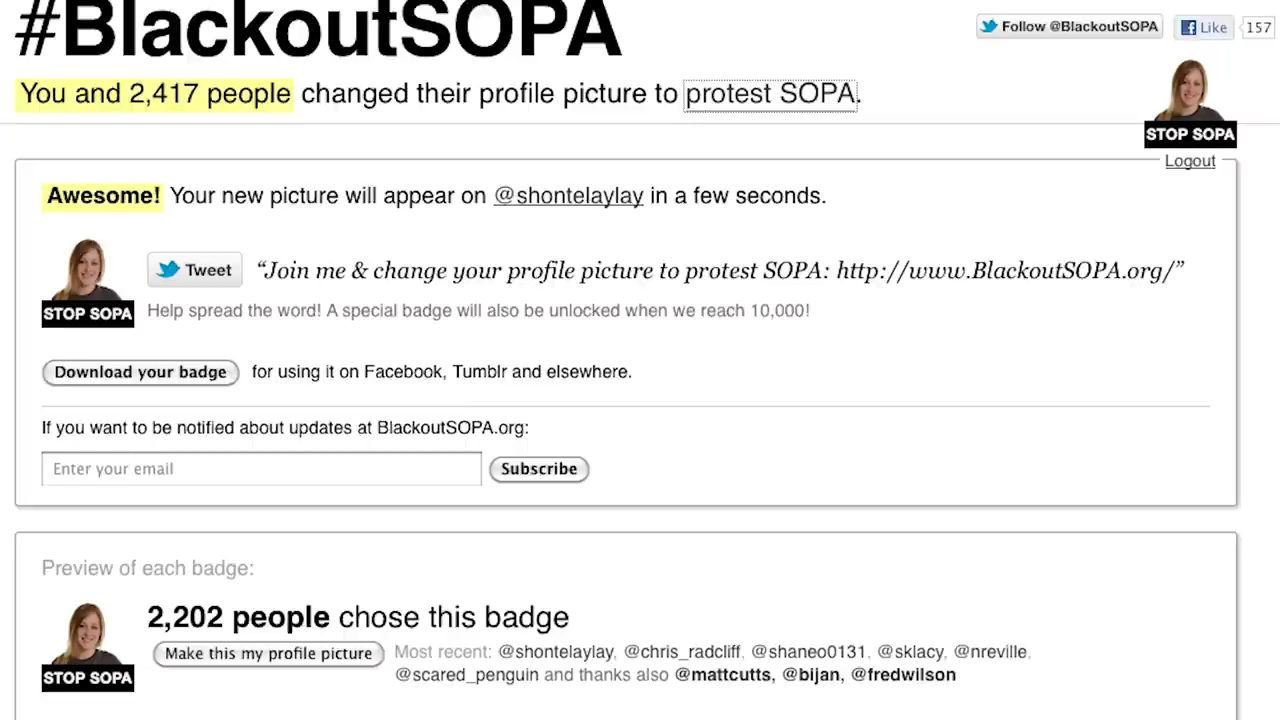 #BlackoutSOPA
Follow @BlackoutSOPA
Like
157
You and 2,417 people changed their profile picture to protest SOPA.
STOP SOPA
Logout
Awesome! Your new picture will appear on @shontelaylay in a few seconds.
Tweet “Join me & change your profile picture to protest SOPA: http://www.BlackoutSOPA.org/”
STOP SOPA
Help spread the word! A special badge will also be unlocked when we reach 10,000!
Download your badge for using it on Facebook, Tumblr and elsewhere.
If you want to be notified about updates at BlackoutSOPA.org:
Enter your email Subscribe
Preview of each badge:
2,202 people chose this badge
Make this my profile picture Most recent: @shontelaylay, @chris_radcliff, @shaneo0131, @sklacy, @nreville,
@scared_penguin and thanks also @mattcutts, @bijan, @fredwilson
STOP SOPA